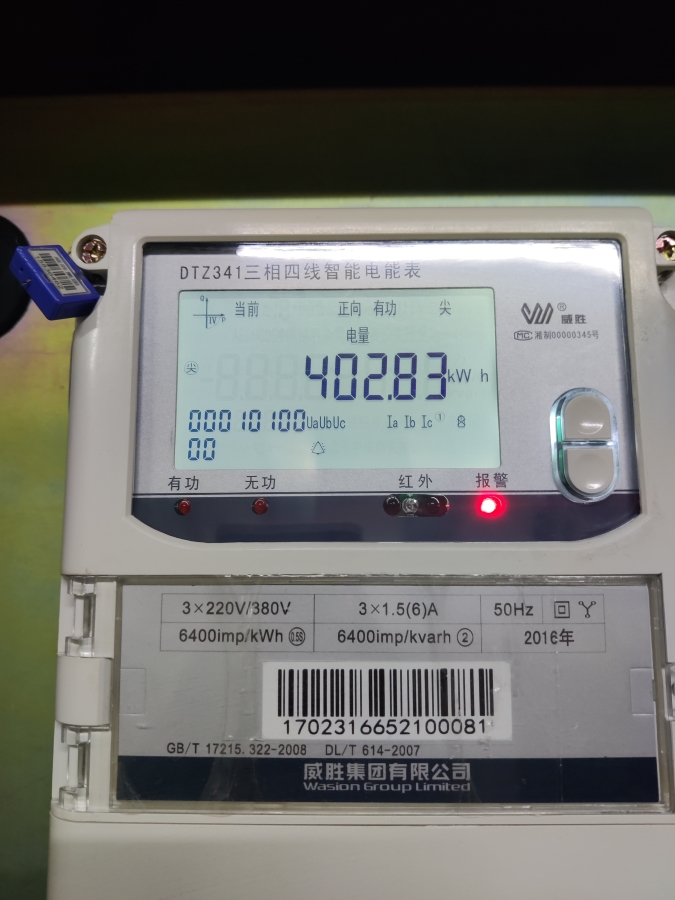 DTZ341三相四线智能电能表
当前 正向 有功 尖
电量
尖
402.83 kW h
00010100 UaUbUc Ia Ib Ic ①
00
威胜®
MC 湘制00000345号
有功 无功 红外 报警
3×220V/380V 3×1.5(6)A 50Hz
6400imp/kWh 0.5S 6400imp/kvarh ② 2016年
1702316652100081
GB/T 17215.322-2008 DL/T 614-2007
威胜集团有限公司
Wasion Group Limited